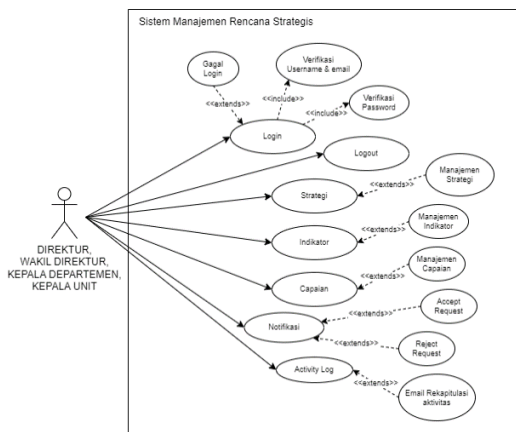 Sistem Manajemen Rencana Strategis
Gagal
Login
Verifikasi
Username & email
Verifikasi
Password
<<extends>>
<<include>>
<<include>>
Login
Logout
Manajemen
Strategi
<<extends>>
Strategi
Manajemen
Indikator
<<extends>>
Indikator
DIREKTUR,
WAKIL DIREKTUR,
KEPALA DEPARTEMEN,
KEPALA UNIT
Manajemen
Capaian
<<extends>>
Capaian
Accept
Request
<<extends>>
Notifikasi
<<extends>>
Reject
Request
Activity Log
<<extends>>
Email Rekapitulasi
aktivitas